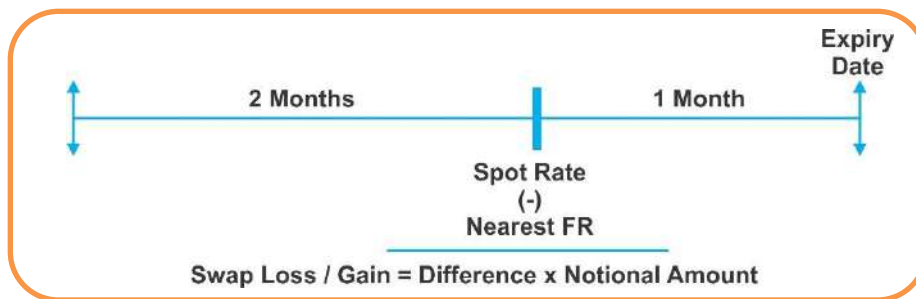 Expiry
Date
2 Months
1 Month
Spot Rate
(-)
Nearest FR
Swap Loss / Gain = Difference x Notional Amount